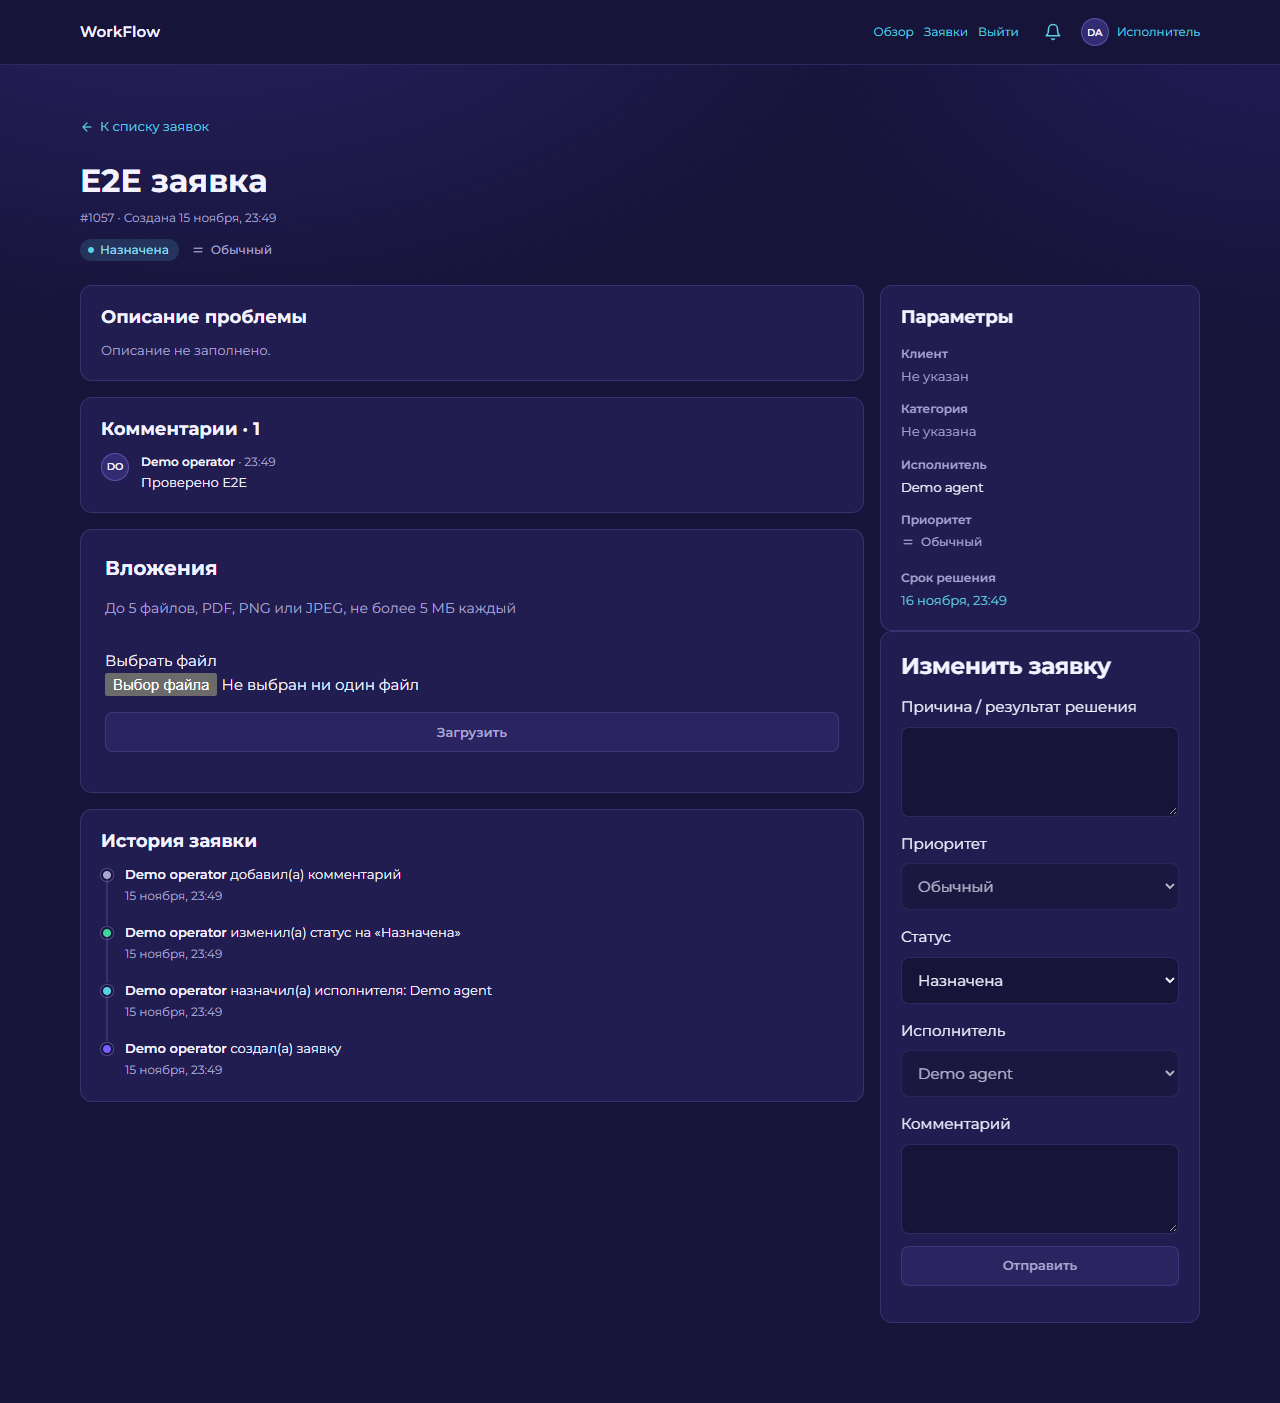 WorkFlow
Обзор Заявки Выйти DA Исполнитель
← К списку заявок
E2E заявка
#1057 · Создана 15 ноября, 23:49
Назначена = Обычный
Описание проблемы
Описание не заполнено.
Комментарии · 1
DO Demo operator · 23:49
Проверено E2E
Вложения
До 5 файлов, PDF, PNG или JPEG, не более 5 МБ каждый
Выбрать файл
Выбор файла Не выбран ни один файл
Загрузить
История заявки
Demo operator добавил(а) комментарий
15 ноября, 23:49
Demo operator изменил(а) статус на «Назначена»
15 ноября, 23:49
Demo operator назначил(а) исполнителя: Demo agent
15 ноября, 23:49
Demo operator создал(а) заявку
15 ноября, 23:49
Параметры
Клиент
Не указан
Категория
Не указана
Исполнитель
Demo agent
Приоритет
= Обычный
Срок решения
16 ноября, 23:49
Изменить заявку
Причина / результат решения
Приоритет
Обычный
Статус
Назначена
Исполнитель
Demo agent
Комментарий
Отправить